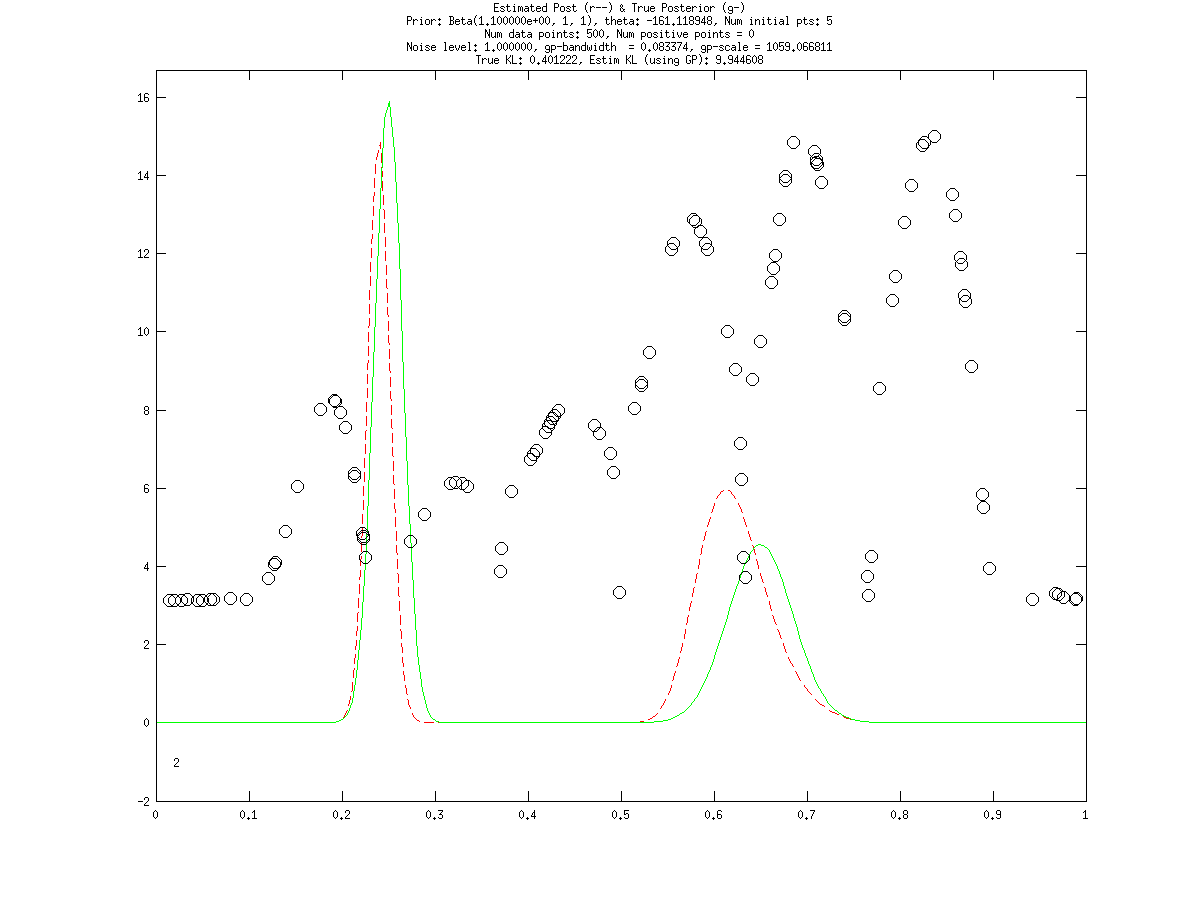 Estimated Post (r--) & True Posterior (g-)
Prior: Beta(1.100000e+00, 1, 1), theta: -161.118948, Num initial pts: 5
Num data points: 500, Num positive points = 0
Noise level: 1.000000, gp-bandwidth  = 0.083374, gp-scale = 1059.066811
True KL: 0.401222, Estim KL (using GP): 9.944608
16
14
12
10
8
6
4
2
0
2
-2
0 0.1 0.2 0.3 0.4 0.5 0.6 0.7 0.8 0.9 1